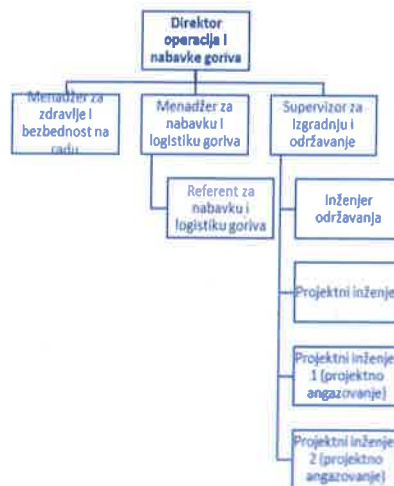 Direktor
operacija i
nabavke goriva
Menadžer za
zdravlje i
bezbednost na
radu
Menadžer za
nabavku i
logistiku goriva
Supervizor za
izgradnju i
održavanje
Referent za
nabavku i
logistiku goriva
Inženjer
održavanja
Projektni inženje
Projektni inženje
1 (projektno
angazovanje)
Projektni inženje
2 (projektno
angazovanje)